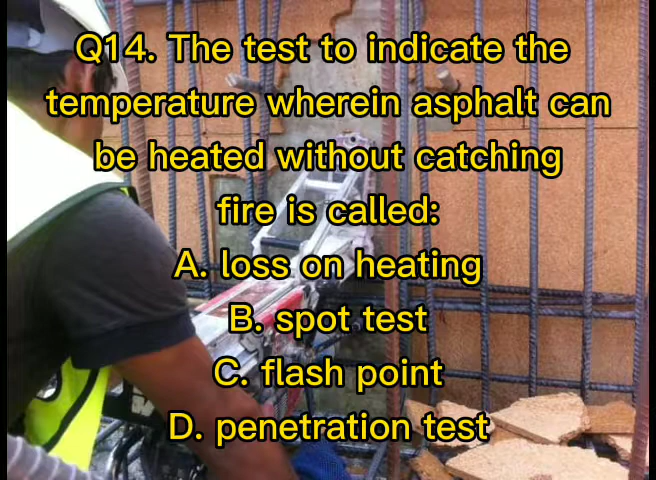 Q14. The test to indicate the
temperature wherein asphalt can
be heated without catching
fire is called:
A. loss on heating
B. spot test
C. flash point
D. penetration test